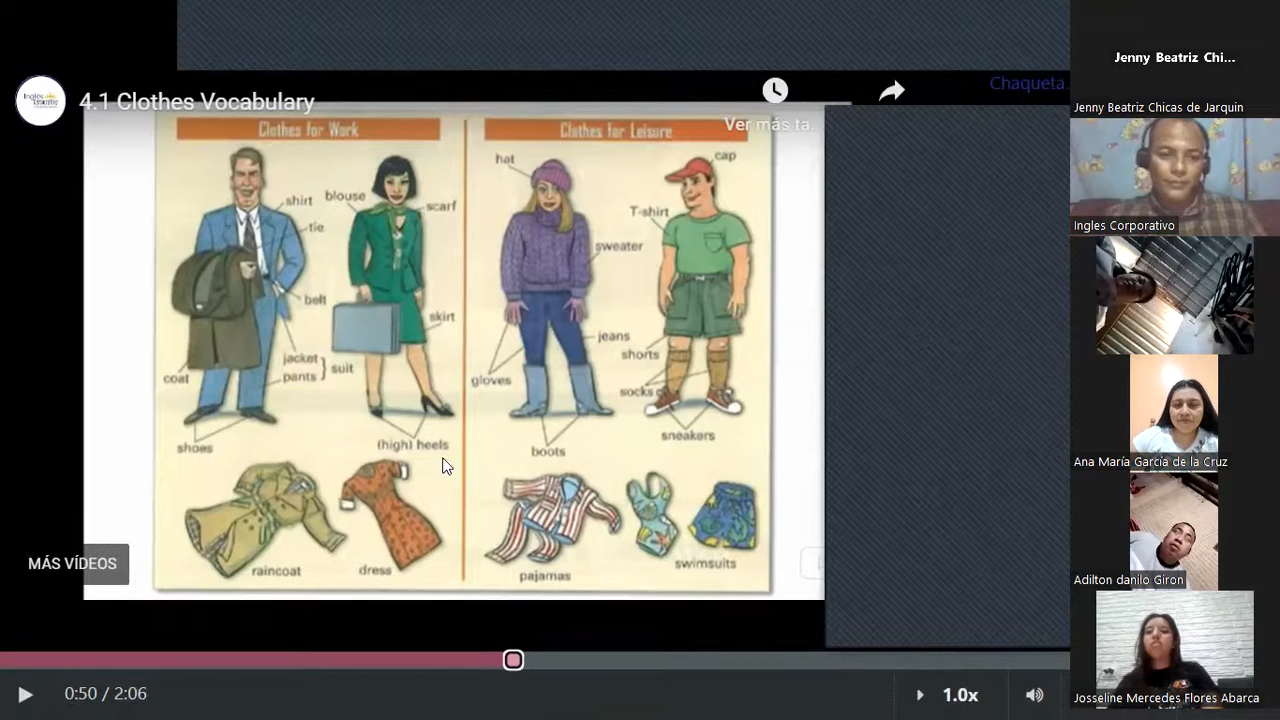 4.1 Clothes Vocabulary
Chaqueta.
Ver más ta...
Clothes for Work
Clothes for Leisure
shirt
blouse
scarf
tie
belt
skirt
jacket
pants
suit
coat
shoes
(high) heels
raincoat
dress
hat
cap
T-shirt
sweater
jeans
shorts
gloves
socks
sneakers
boots
pajamas
swimsuits
MÁS VÍDEOS
0:50 / 2:06
1.0x
Jenny Beatriz Chi...
Jenny Beatriz Chicas de Jarquín
Ingles Corporativo
Ana María García de la Cruz
Adilton danilo Giron
Josseline Mercedes Flores Abarca